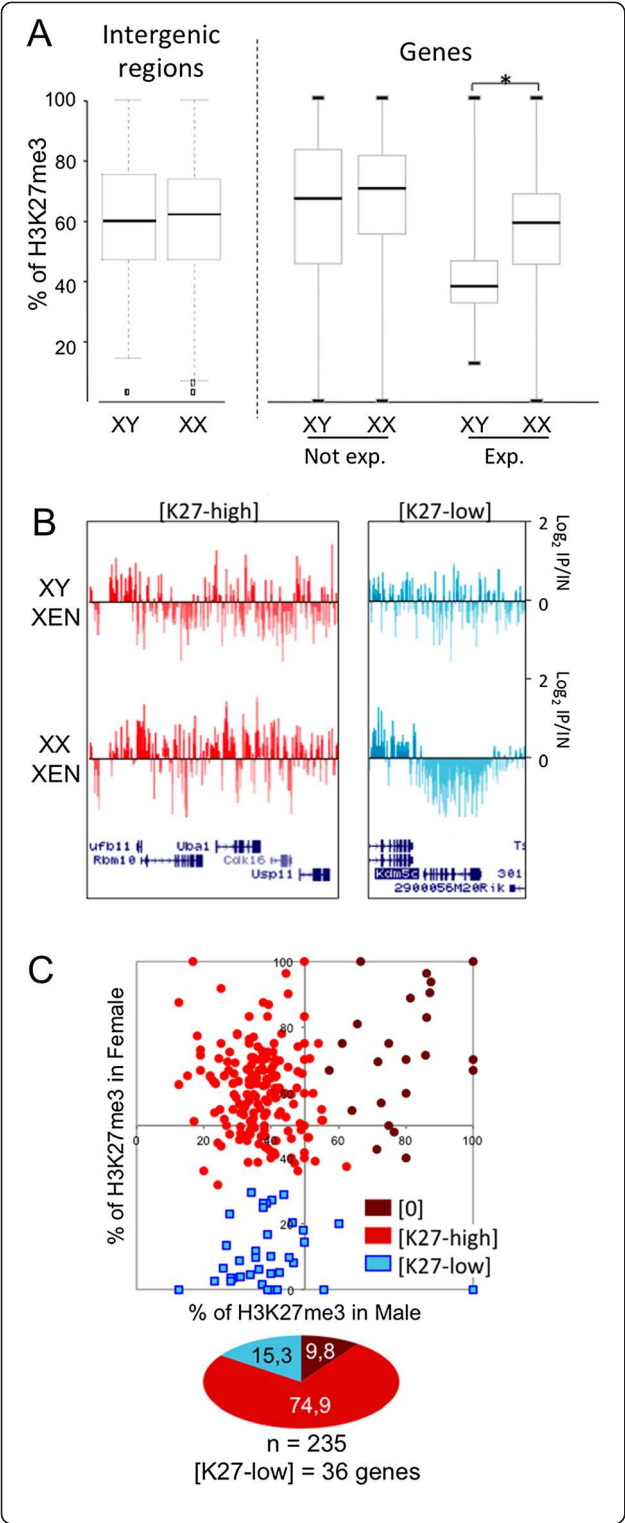 A
Intergenic
regions
Genes
*
% of H3K27me3
100
80
60
40
20
XY
XX
XY
XX
XY
XX
Not exp.
Exp.
B
[K27-high]
[K27-low]
XY
XEN
XX
XEN
2
0
Log2 IP/IN
2
0
Log2 IP/IN
ufb11
Uba1
Rbm10
Cdk16
Usp11
Ts
Kdm5c
301
2900056M20Rik
C
% of H3K27me3 in Female
100
80
60
40
20
0
0
20
40
60
80
100
[0]
[K27-high]
[K27-low]
% of H3K27me3 in Male
15,3
9,8
74,9
n = 235
[K27-low] = 36 genes